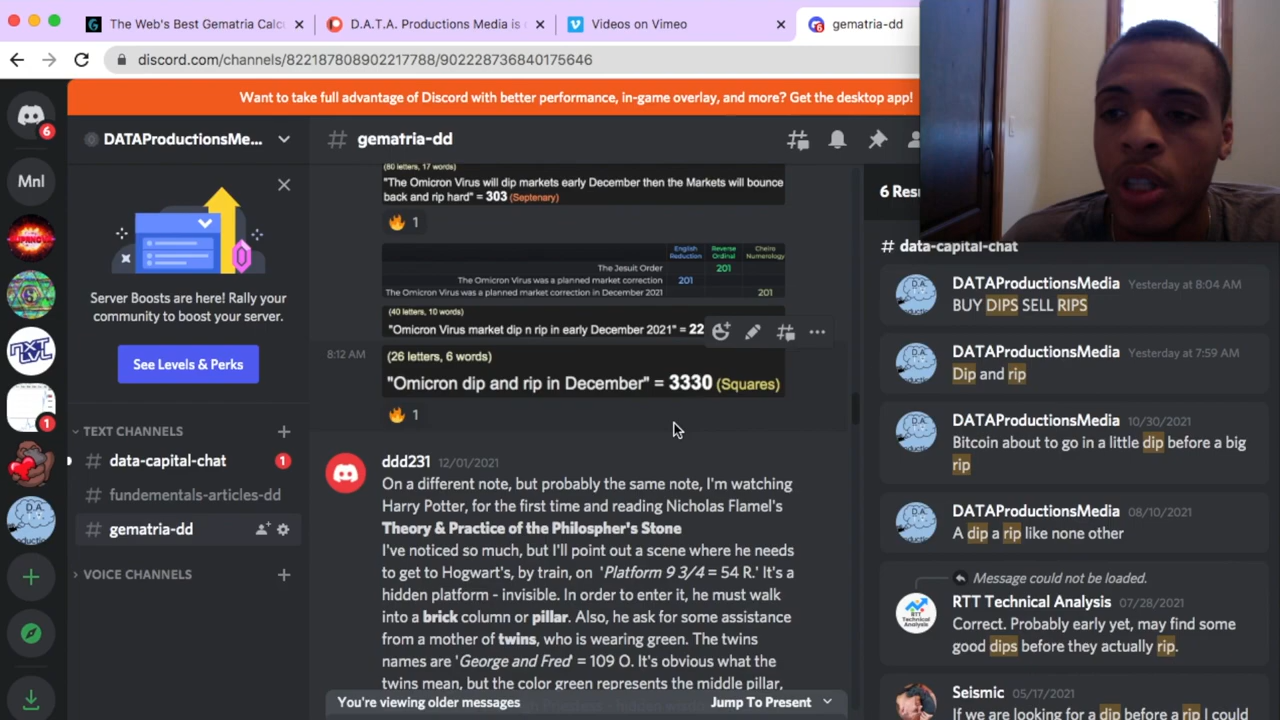 The Web's Best Gematria Calcu
D.A.T.A. Productions Media is
Videos on Vimeo
gematria-dd
discord.com/channels/822187808902217788/902228736840175646
Want to take full advantage of Discord with better performance, in-game overlay, and more? Get the desktop app!
6
DATAProductionsMe...
Server Boosts are here! Rally your
community to boost your server.
See Levels & Perks
TEXT CHANNELS
data-capital-chat
1
fundementals-articles-dd
gematria-dd
VOICE CHANNELS
MnI
1
# gematria-dd
(80 letters, 17 words)
"The Omicron Virus will dip markets early December then the Markets will bounce
back and rip hard" = 303 (Septenary)
1
English Reduction
Reverse Ordinal
Cheiro Numerology
The Jesuit Order 201
The Omicron Virus was a planned market correction 201
The Omicron Virus was a planned market correction in December 2021 201
(40 letters, 10 words)
"Omicron Virus market dip n rip in early December 2021" = 22
8:12 AM
(26 letters, 6 words)
"Omicron dip and rip in December" = 3330 (Squares)
1
ddd231 12/01/2021
On a different note, but probably the same note, I'm watching
Harry Potter, for the first time and reading Nicholas Flamel's
Theory & Practice of the Philospher's Stone
I've noticed so much, but I'll point out a scene where he needs
to get to Hogwart's, by train, on 'Platform 9 3/4 = 54 R.' It's a
hidden platform - invisible. In order to enter it, he must walk
into a brick column or pillar. Also, he ask for some assistance
from a mother of twins, who is wearing green. The twins
names are 'George and Fred' = 109 O. It's obvious what the
twins mean, but the color green represents the middle pillar,
You're viewing older messages
Jump To Present
6 Resu
# data-capital-chat
DATAProductionsMedia Yesterday at 8:04 AM
BUY DIPS SELL RIPS
DATAProductionsMedia Yesterday at 7:59 AM
Dip and rip
DATAProductionsMedia 10/30/2021
Bitcoin about to go in a little dip before a big
rip
DATAProductionsMedia 08/10/2021
A dip a rip like none other
Message could not be loaded.
RTT Technical Analysis 07/28/2021
Correct. Probably early yet, may find some
good dips before they actually rip.
Seismic 05/17/2021
If we are looking for a dip before a rip I could